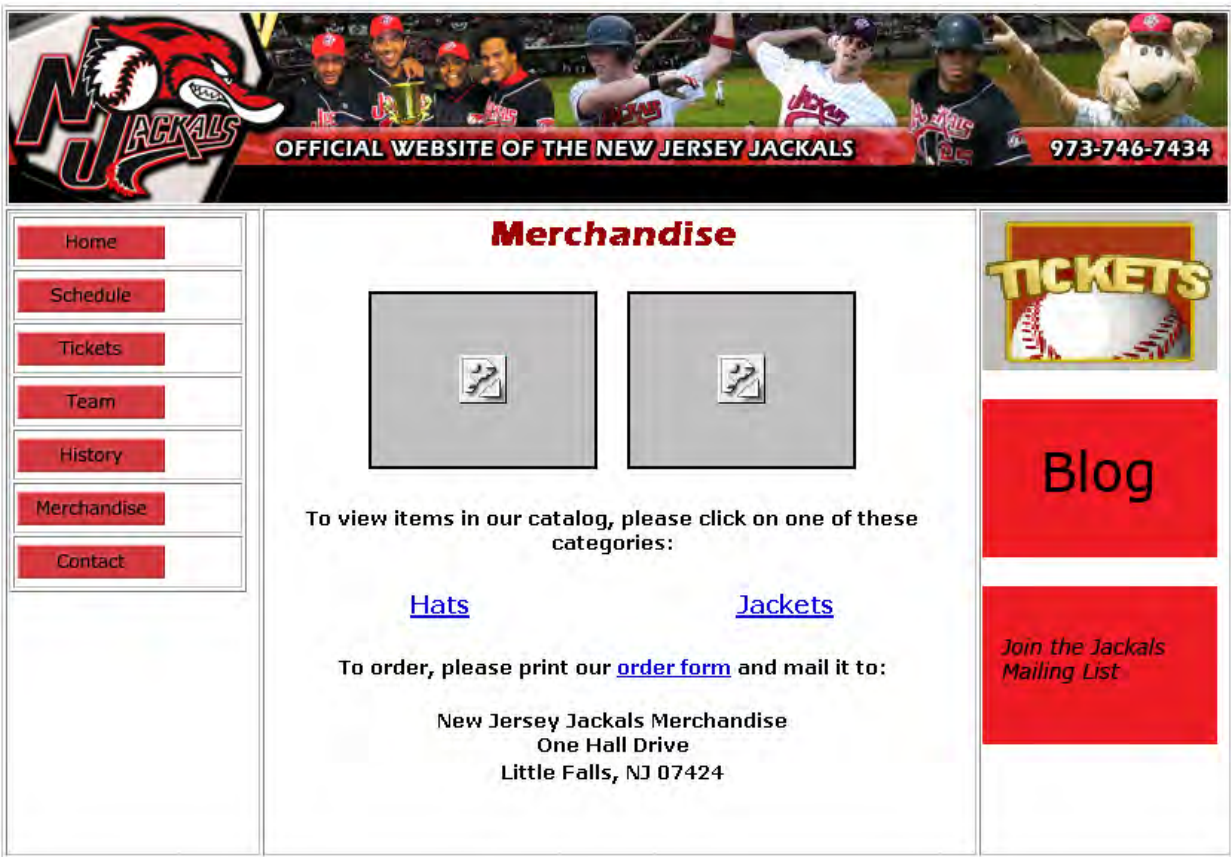 NJ
JACKALS
OFFICIAL WEBSITE OF THE NEW JERSEY JACKALS
973-746-7434
JACKALS
25
Home
Schedule
Tickets
Team
History
Merchandise
Contact
Merchandise
To view items in our catalog, please click on one of these
categories:
Hats
Jackets
To order, please print our order form and mail it to:
New Jersey Jackals Merchandise
One Hall Drive
Little Falls, NJ 07424
TICKETS
Blog
Join the Jackals
Mailing List